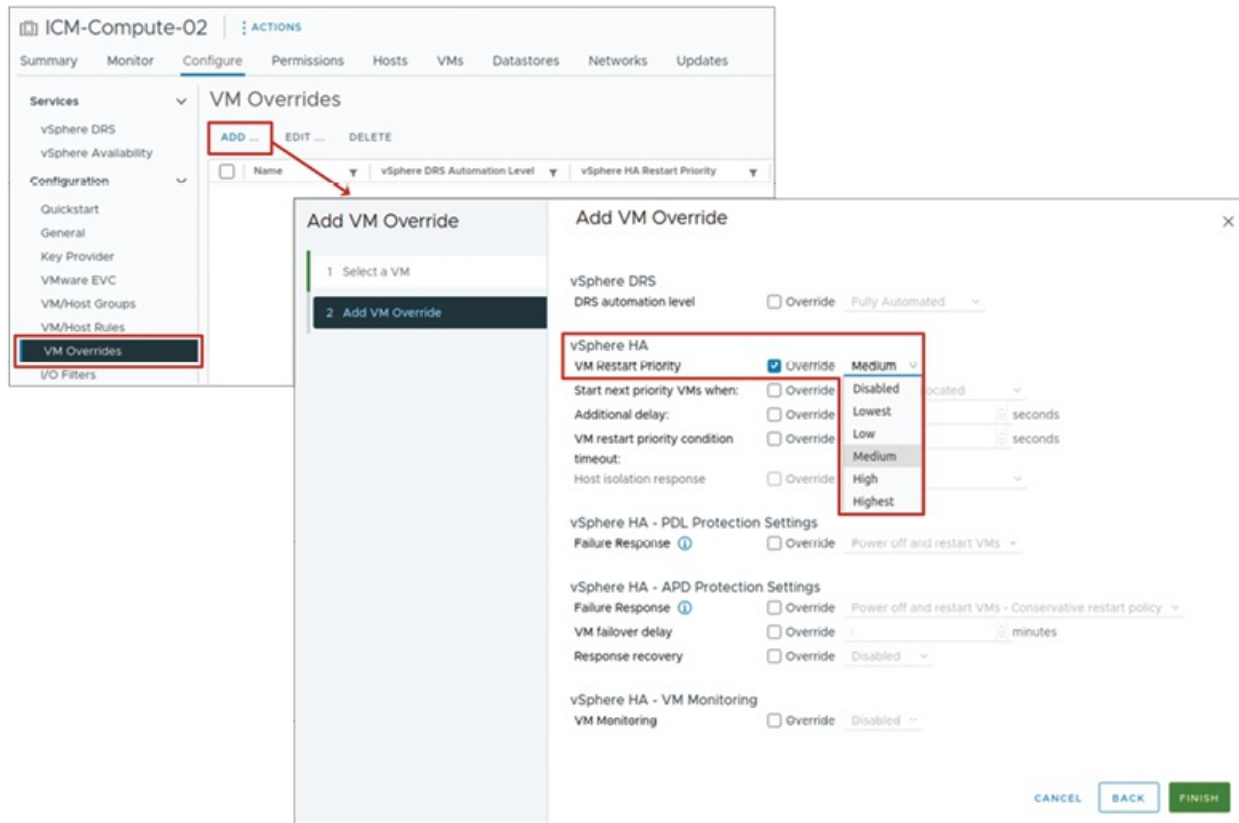 ICM-Compute-02 ACTIONS
Summary Monitor Configure Permissions Hosts VMs Datastores Networks Updates
Services
vSphere DRS
vSphere Availability
Configuration
Quickstart
General
Key Provider
VMware EVC
VM/Host Groups
VM/Host Rules
VM Overrides
I/O Filters
VM Overrides
ADD ... EDIT ... DELETE
Name vSphere DRS Automation Level vSphere HA Restart Priority
Add VM Override
1 Select a VM
2 Add VM Override
Add VM Override
vSphere DRS
DRS automation level Override Fully Automated
vSphere HA
VM Restart Priority Override Medium
Start next priority VMs when: Override
Additional delay: Override seconds
VM restart priority condition timeout: Override seconds
Host isolation response Override
Disabled
Lowest
Low
Medium
High
Highest
vSphere HA - PDL Protection Settings
Failure Response Override Power off and restart VMs
vSphere HA - APD Protection Settings
Failure Response Override Power off and restart VMs - Conservative restart policy
VM failover delay Override minutes
Response recovery Override Disabled
vSphere HA - VM Monitoring
VM Monitoring Override Disabled
CANCEL BACK FINISH